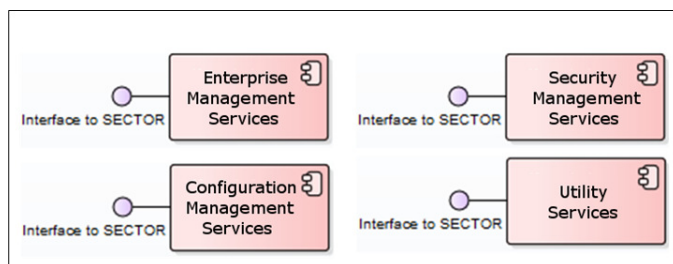 Enterprise
Management
Services
Interface to SECTOR
Security
Management
Services
Interface to SECTOR
Configuration
Management
Services
Interface to SECTOR
Utility
Services
Interface to SECTOR